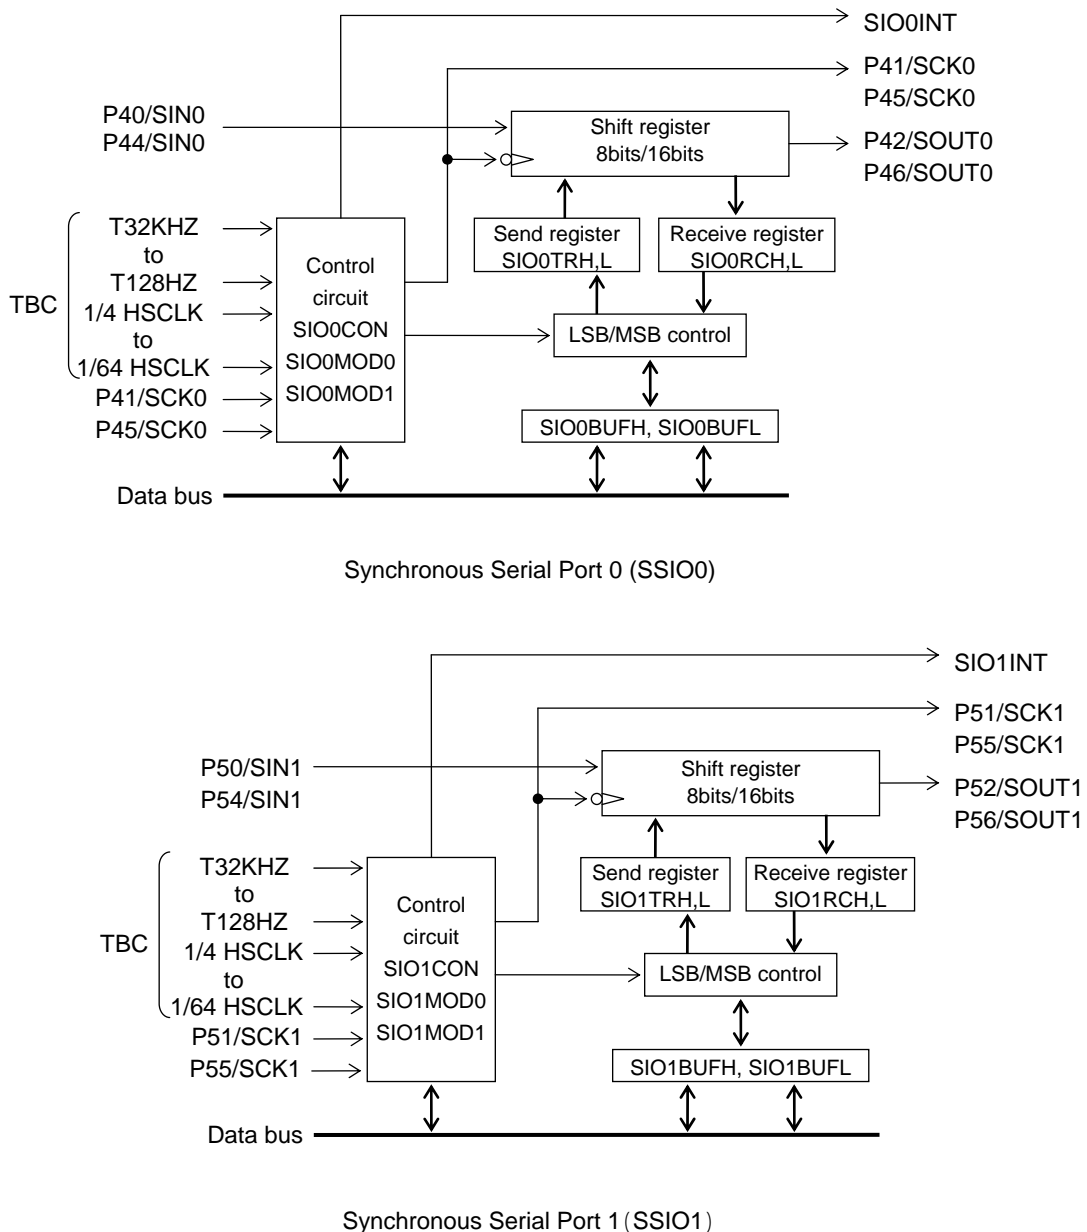 SIO0INT
P41/SCK0
P45/SCK0
P40/SIN0
P44/SIN0
Shift register
8bits/16bits
P42/SOUT0
P46/SOUT0
TBC
T32KHZ
to
T128HZ
1/4 HSCLK
to
1/64 HSCLK
P41/SCK0
P45/SCK0
Control
circuit
SIO0CON
SIO0MOD0
SIO0MOD1
Send register
SIO0TRH,L
Receive register
SIO0RCH,L
LSB/MSB control
SIO0BUFH, SIO0BUFL
Data bus
Synchronous Serial Port 0 (SSIO0)
SIO1INT
P51/SCK1
P55/SCK1
P50/SIN1
P54/SIN1
Shift register
8bits/16bits
P52/SOUT1
P56/SOUT1
TBC
T32KHZ
to
T128HZ
1/4 HSCLK
to
1/64 HSCLK
P51/SCK1
P55/SCK1
Control
circuit
SIO1CON
SIO1MOD0
SIO1MOD1
Send register
SIO1TRH,L
Receive register
SIO1RCH,L
LSB/MSB control
SIO1BUFH, SIO1BUFL
Data bus
Synchronous Serial Port 1 (SSIO1)